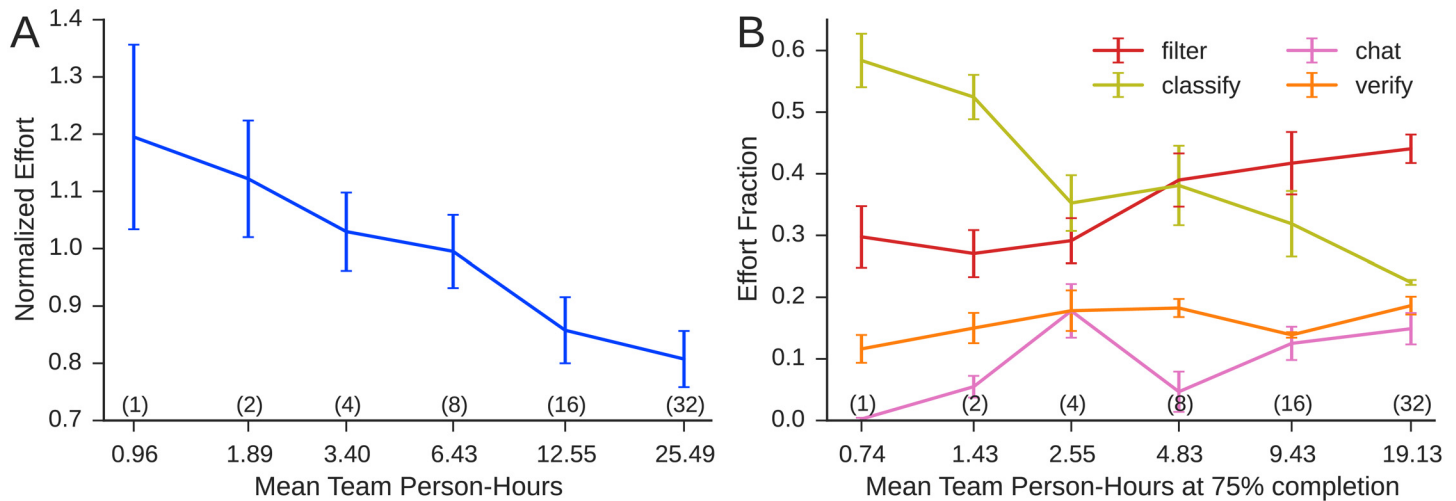 A
1.4
1.3
1.2
1.1
1.0
0.9
0.8
0.7
Normalized Effort
(1) (2) (4) (8) (16) (32)
0.96 1.89 3.40 6.43 12.55 25.49
Mean Team Person-Hours
B
0.6
0.5
0.4
0.3
0.2
0.1
0.0
Effort Fraction
filter chat
classify verify
(1) (2) (4) (8) (16) (32)
0.74 1.43 2.55 4.83 9.43 19.13
Mean Team Person-Hours at 75% completion